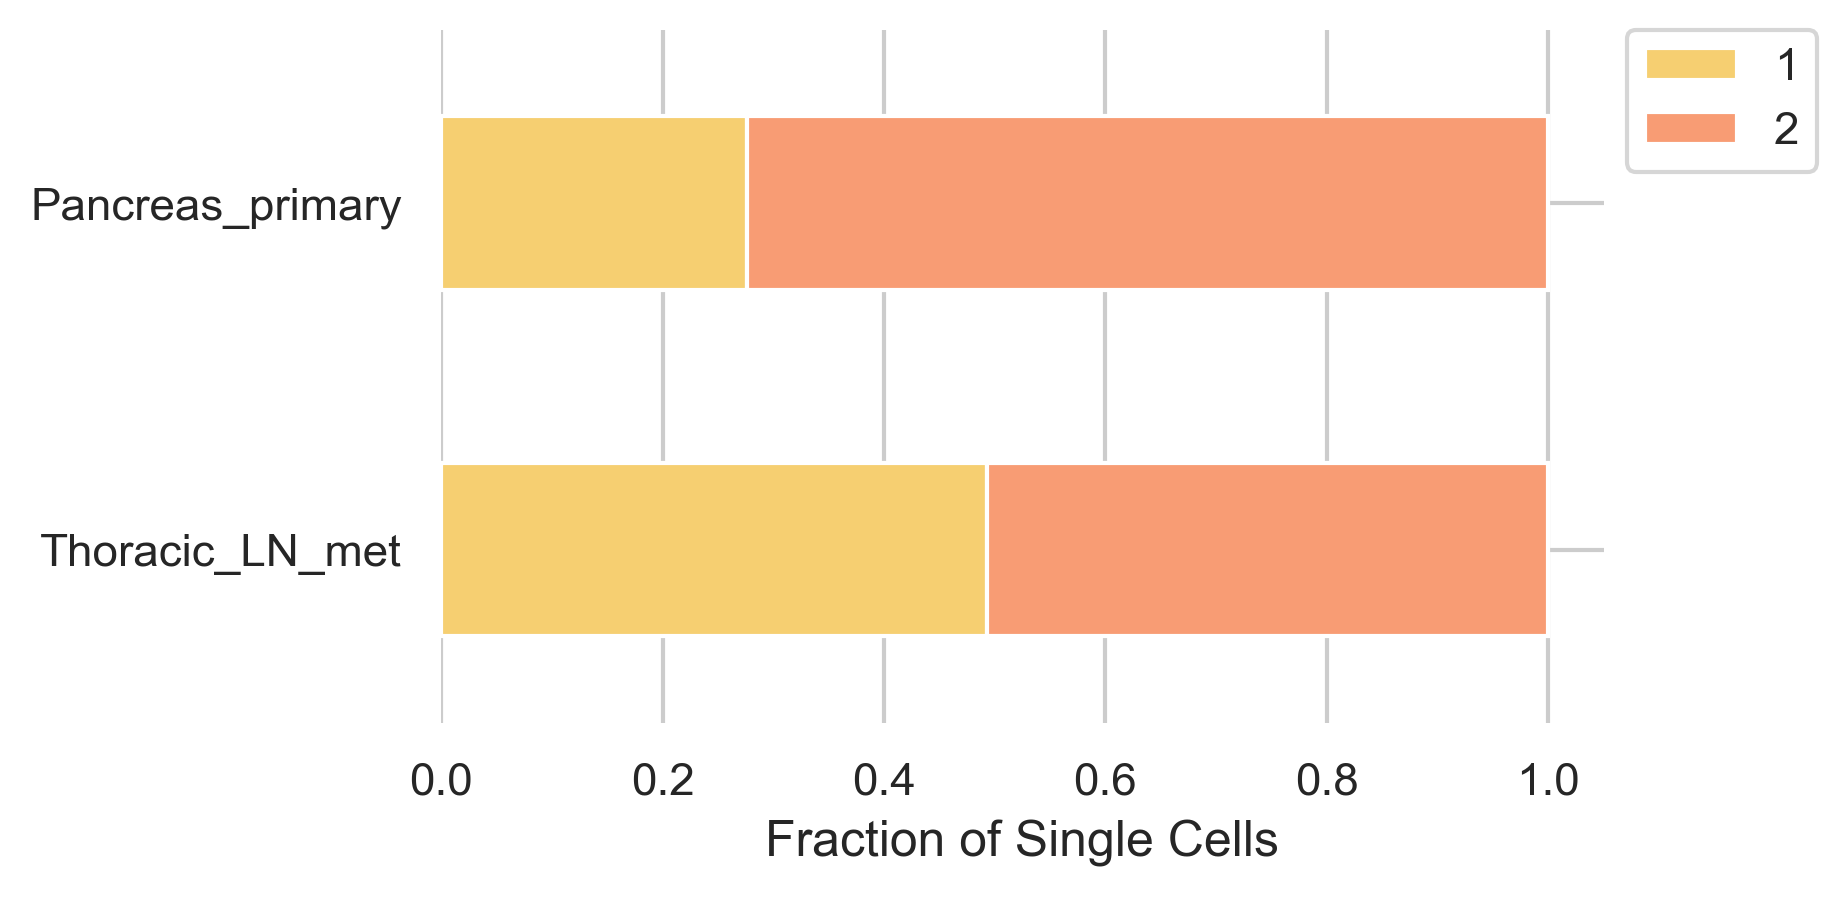 1
2
Pancreas_primary
Thoracic_LN_met
0.0 0.2 0.4 0.6 0.8 1.0
Fraction of Single Cells